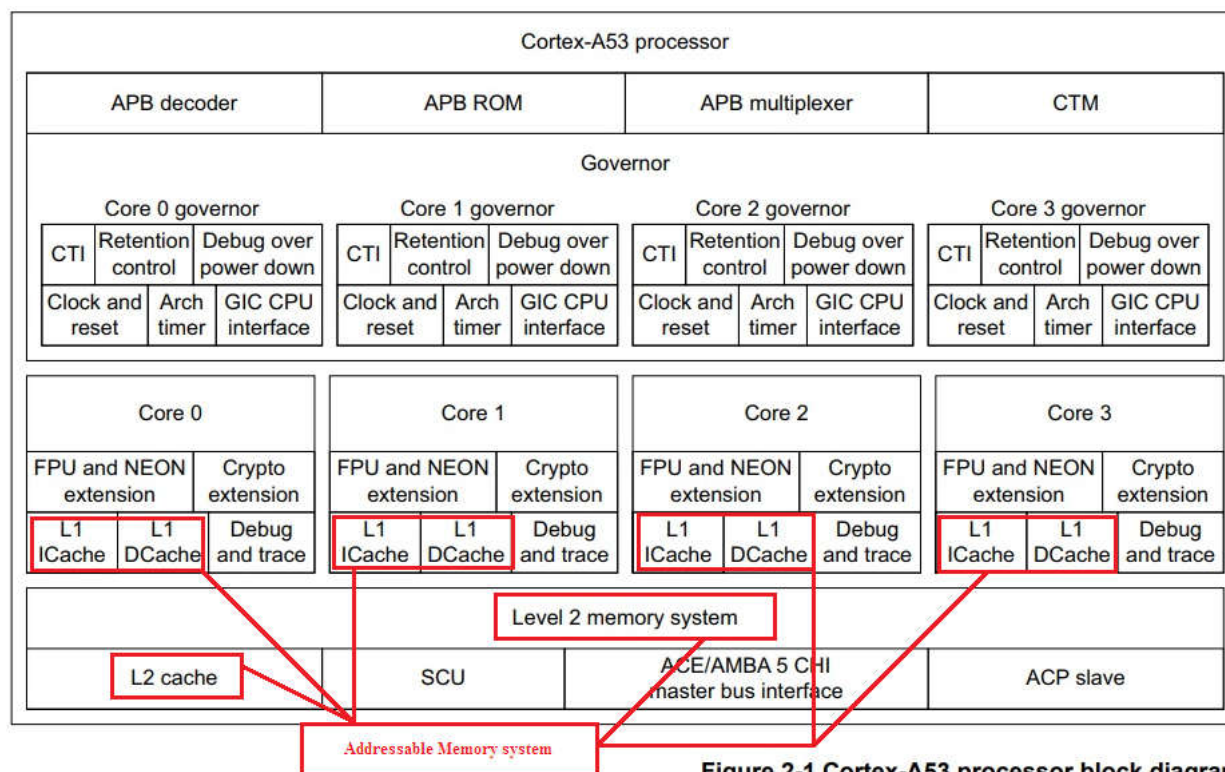 Cortex-A53 processor
APB decoder
APB ROM
APB multiplexer
CTM
Governor
Core 0 governor
CTI
Retention
control
Debug over
power down
Clock and
reset
Arch
timer
GIC CPU
interface
Core 1 governor
CTI
Retention
control
Debug over
power down
Clock and
reset
Arch
timer
GIC CPU
interface
Core 2 governor
CTI
Retention
control
Debug over
power down
Clock and
reset
Arch
timer
GIC CPU
interface
Core 3 governor
CTI
Retention
control
Debug over
power down
Clock and
reset
Arch
timer
GIC CPU
interface
Core 0
FPU and NEON
extension
Crypto
extension
L1
ICache
L1
DCache
Debug
and trace
Core 1
FPU and NEON
extension
Crypto
extension
L1
ICache
L1
DCache
Debug
and trace
Core 2
FPU and NEON
extension
Crypto
extension
L1
ICache
L1
DCache
Debug
and trace
Core 3
FPU and NEON
extension
Crypto
extension
L1
ICache
L1
DCache
Debug
and trace
Level 2 memory system
L2 cache
SCU
ACE/AMBA 5 CHI
master bus interface
ACP slave
Addressable Memory system
Figure 2-1 Cortex-A53 processor block